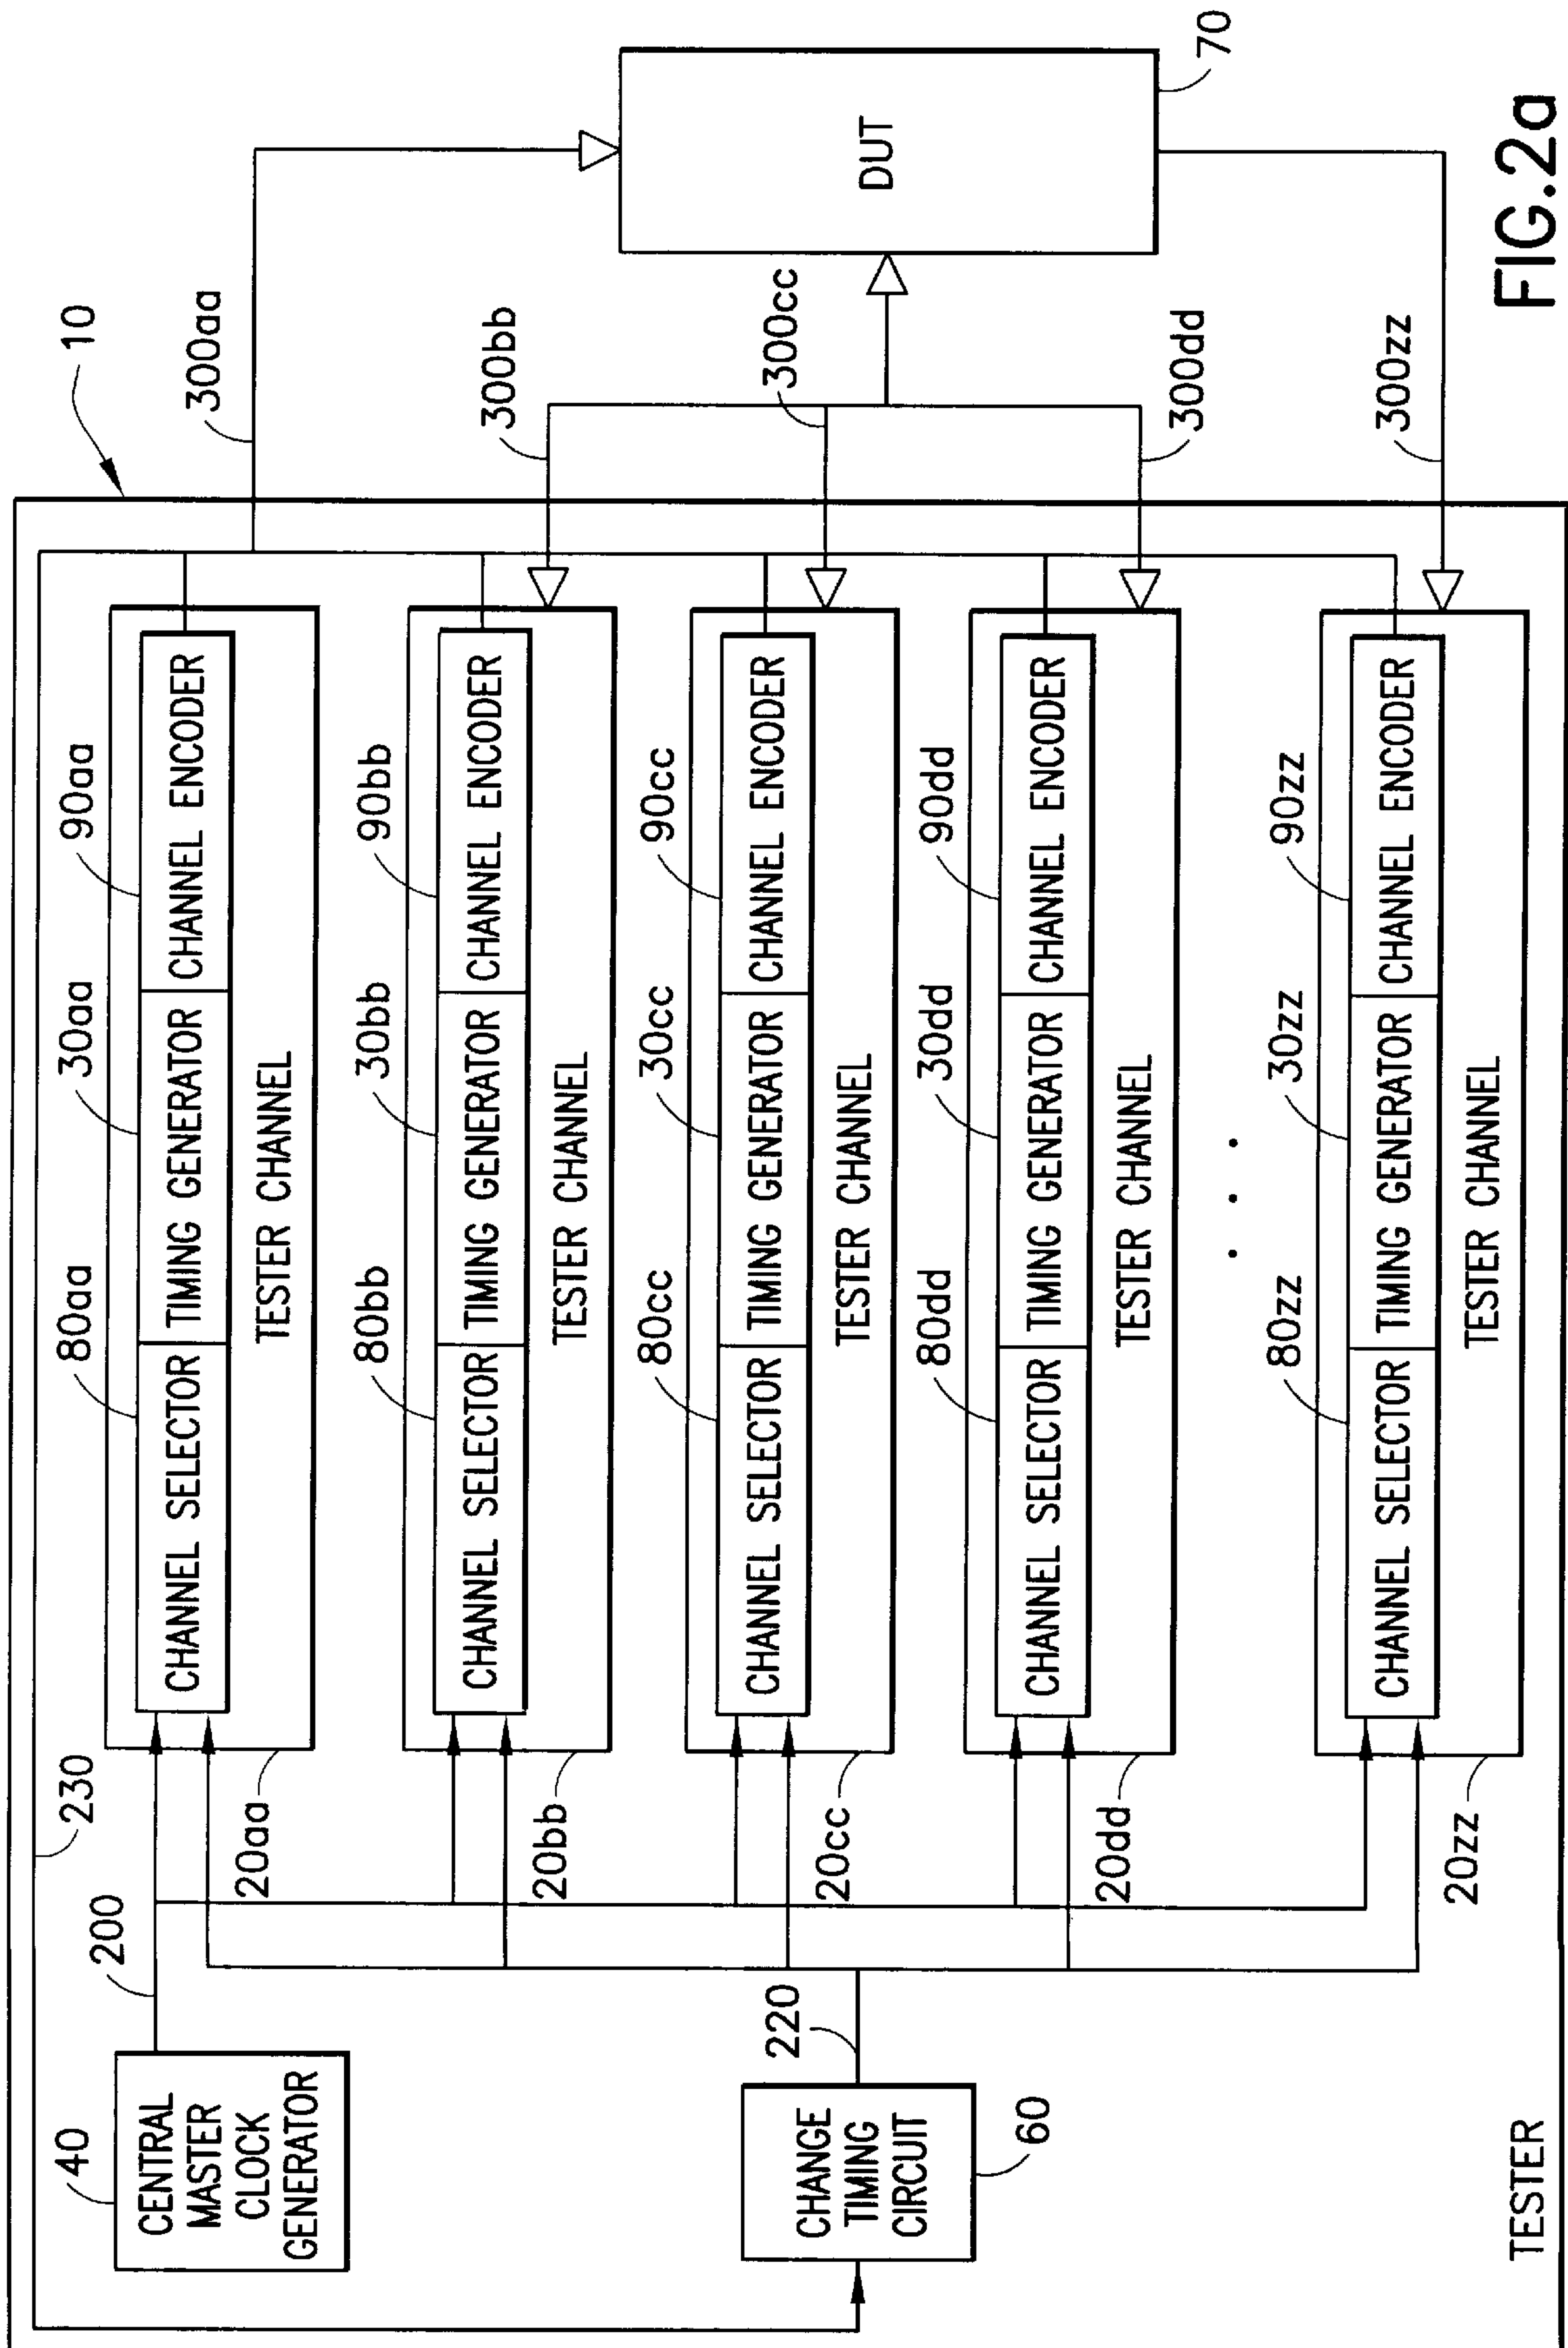 10
230
40
CENTRAL
MASTER
CLOCK
GENERATOR
200
80aa
30aa
90aa
CHANNEL SELECTOR
TIMING GENERATOR
CHANNEL ENCODER
TESTER CHANNEL
20aa
300aa
80bb
30bb
90bb
CHANNEL SELECTOR
TIMING GENERATOR
CHANNEL ENCODER
TESTER CHANNEL
20bb
300bb
80cc
30cc
90cc
CHANNEL SELECTOR
TIMING GENERATOR
CHANNEL ENCODER
TESTER CHANNEL
20cc
300cc
220
CHANGE
TIMING
CIRCUIT
60
DUT
70
80dd
30dd
90dd
CHANNEL SELECTOR
TIMING GENERATOR
CHANNEL ENCODER
TESTER CHANNEL
20dd
300dd
. . .
80zz
30zz
90zz
CHANNEL SELECTOR
TIMING GENERATOR
CHANNEL ENCODER
TESTER CHANNEL
20zz
300zz
TESTER
FIG.2a